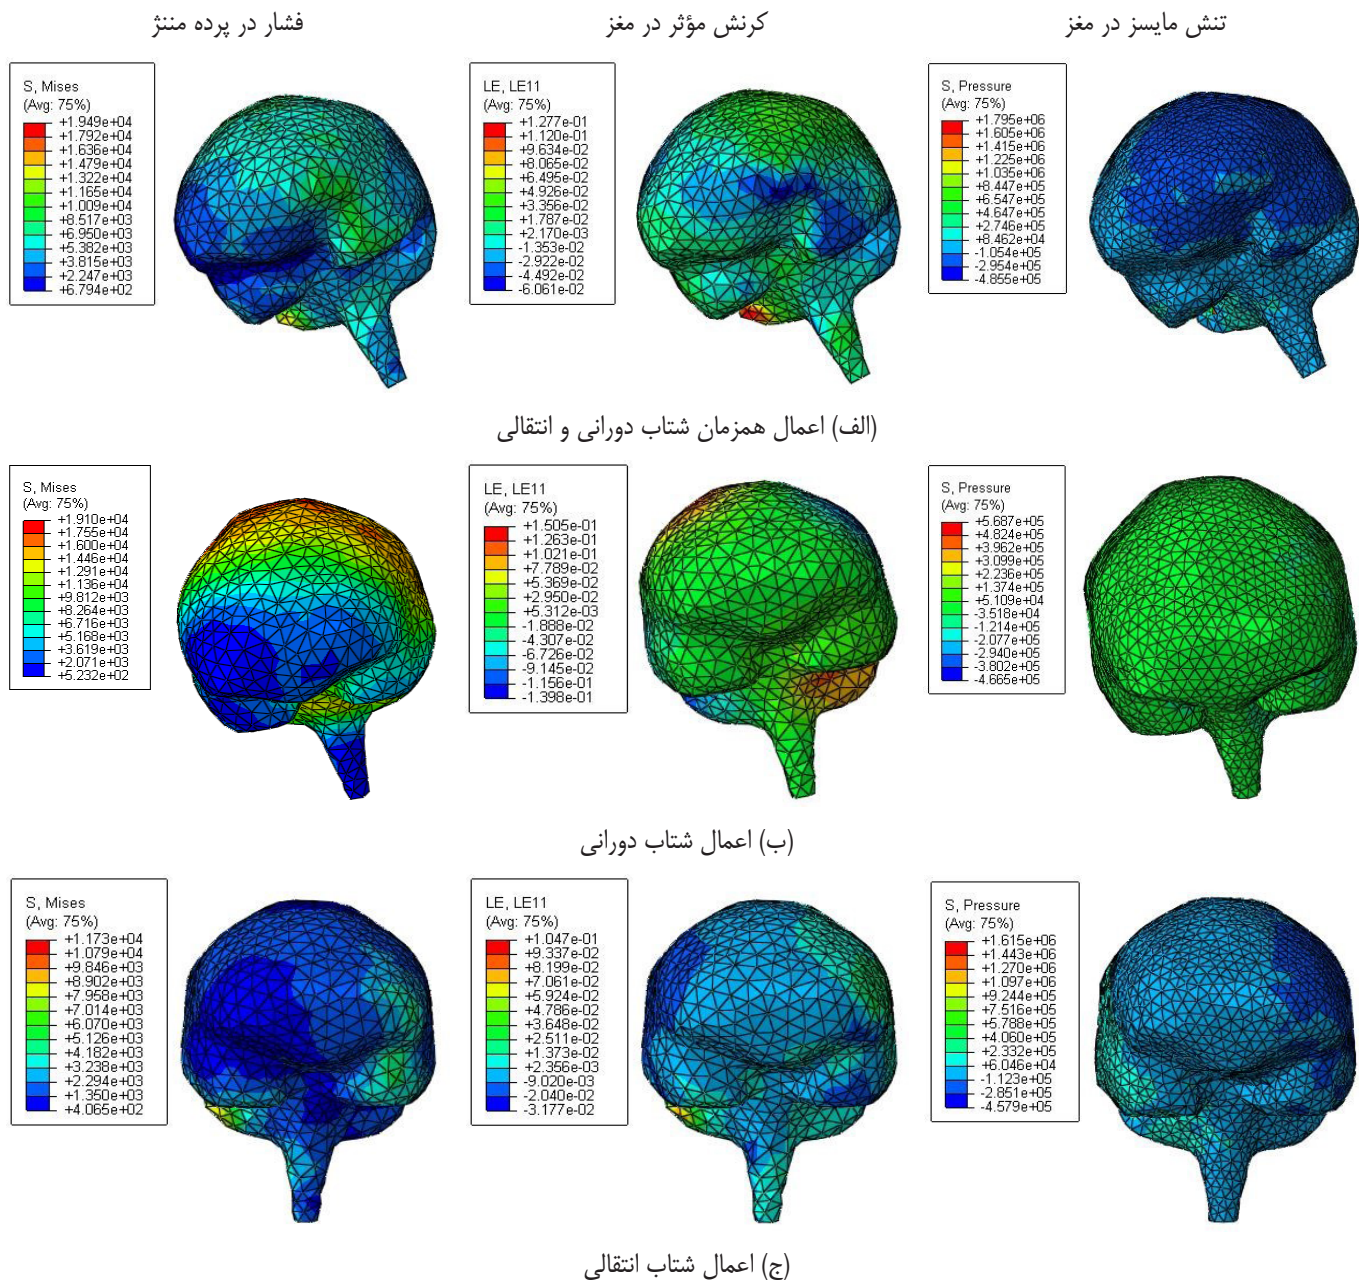 تنش مایسز در مغز
کرنش مؤثر در مغز
فشار در پرده مننژ
S, Mises
(Avg: 75%)
+1.949e+04
+1.792e+04
+1.636e+04
+1.479e+04
+1.322e+04
+1.165e+04
+1.009e+04
+8.517e+03
+6.950e+03
+5.382e+03
+3.815e+03
+2.247e+03
+6.794e+02
LE, LE11
(Avg: 75%)
+1.277e-01
+1.120e-01
+9.634e-02
+8.065e-02
+6.495e-02
+4.926e-02
+3.356e-02
+1.787e-02
+2.170e-03
-1.353e-02
-2.922e-02
-4.492e-02
-6.061e-02
S, Pressure
(Avg: 75%)
+1.795e+06
+1.605e+06
+1.415e+06
+1.225e+06
+1.035e+06
+8.447e+05
+6.547e+05
+4.647e+05
+2.746e+05
+8.462e+04
-1.054e+05
-2.954e+05
-4.855e+05
(الف) اعمال همزمان شتاب دورانی و انتقالی
S, Mises
(Avg: 75%)
+1.910e+04
+1.755e+04
+1.600e+04
+1.446e+04
+1.291e+04
+1.136e+04
+9.812e+03
+8.264e+03
+6.716e+03
+5.168e+03
+3.619e+03
+2.071e+03
+5.232e+02
LE, LE11
(Avg: 75%)
+1.505e-01
+1.263e-01
+1.021e-01
+7.789e-02
+5.369e-02
+2.950e-02
+5.312e-03
-1.888e-02
-4.307e-02
-6.726e-02
-9.145e-02
-1.156e-01
-1.398e-01
S, Pressure
(Avg: 75%)
+5.687e+05
+4.824e+05
+3.962e+05
+3.099e+05
+2.236e+05
+1.374e+05
+5.109e+04
-3.518e+04
-1.214e+05
-2.077e+05
-2.940e+05
-3.802e+05
-4.665e+05
(ب) اعمال شتاب دورانی
S, Mises
(Avg: 75%)
+1.173e+04
+1.079e+04
+9.846e+03
+8.902e+03
+7.958e+03
+7.014e+03
+6.070e+03
+5.126e+03
+4.182e+03
+3.238e+03
+2.294e+03
+1.350e+03
+4.065e+02
LE, LE11
(Avg: 75%)
+1.047e-01
+9.337e-02
+8.199e-02
+7.061e-02
+5.924e-02
+4.786e-02
+3.648e-02
+2.511e-02
+1.373e-02
+2.356e-03
-9.020e-03
-2.040e-02
-3.177e-02
S, Pressure
(Avg: 75%)
+1.615e+06
+1.443e+06
+1.270e+06
+1.097e+06
+9.244e+05
+7.516e+05
+5.788e+05
+4.060e+05
+2.332e+05
+6.046e+04
-1.123e+05
-2.851e+05
-4.579e+05
(ج) اعمال شتاب انتقالی